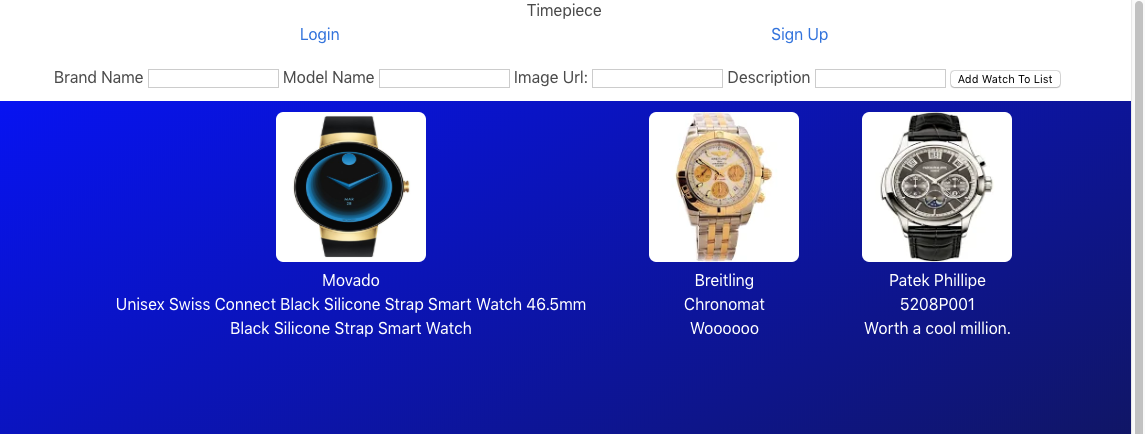 Timepiece
Login Sign Up
Brand Name Model Name Image Url: Description Add Watch To List
MAR
Movado Breitling Patek Phillipe
Unisex Swiss Connect Black Silicone Strap Smart Watch 46.5mm Chronomat 5208P001
Black Silicone Strap Smart Watch Woooooo Worth a cool million.